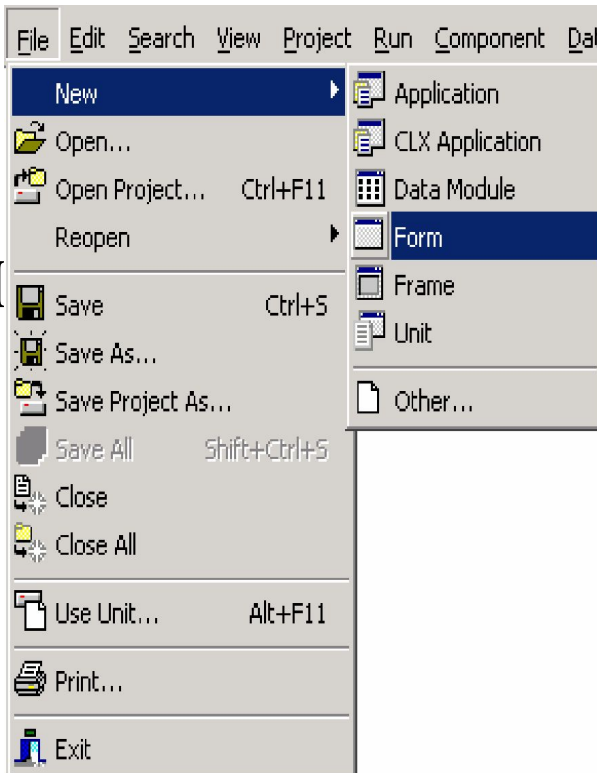 File Edit Search View Project Run Component
New
Open...
Open Project... Ctrl+F11
Reopen
Save Ctrl+S
Save As...
Save Project As...
Save All Shift+Ctrl+S
Close
Close All
Use Unit... Alt+F11
Print...
Exit
Application
CLX Application
Data Module
Form
Frame
Unit
Other...